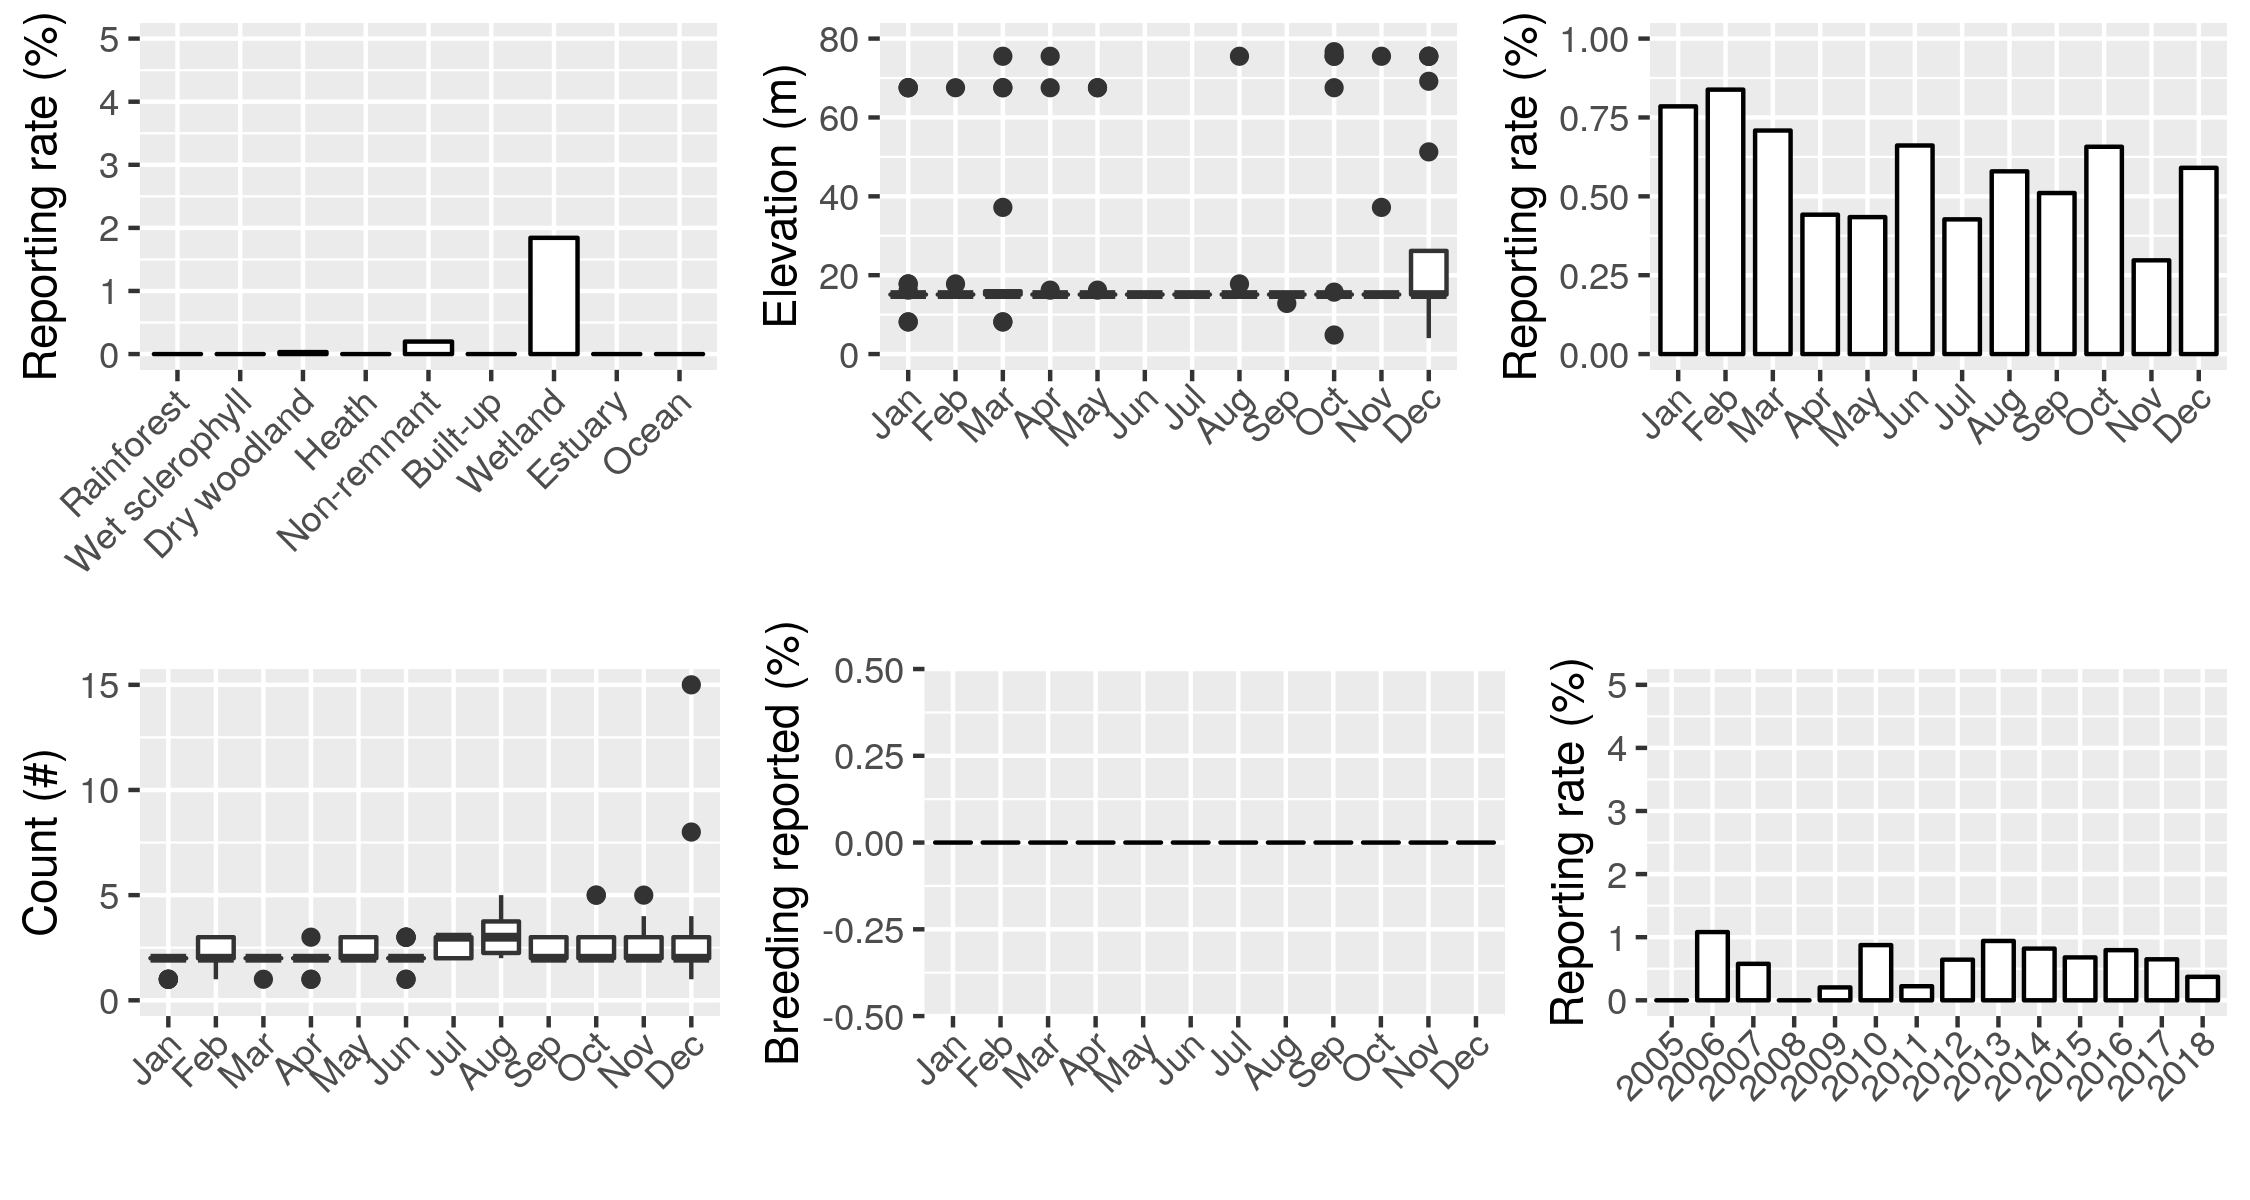 Reporting rate (%)
5
4
3
2
1
0
Rainforest
Wet sclerophyll
Dry woodland
Heath
Non-remnant
Built-up
Wetland
Estuary
Ocean
Elevation (m)
80
60
40
20
0
Jan Feb Mar Apr May Jun Jul Aug Sep Oct Nov Dec
Reporting rate (%)
1.00
0.75
0.50
0.25
0.00
Jan Feb Mar Apr May Jun Jul Aug Sep Oct Nov Dec
Count (#)
15
10
5
0
Jan Feb Mar Apr May Jun Jul Aug Sep Oct Nov Dec
Breeding reported (%)
0.50
0.25
0.00
-0.25
-0.50
Jan Feb Mar Apr May Jun Jul Aug Sep Oct Nov Dec
Reporting rate (%)
5
4
3
2
1
0
2005 2006 2007 2008 2009 2010 2011 2012 2013 2014 2015 2016 2017 2018